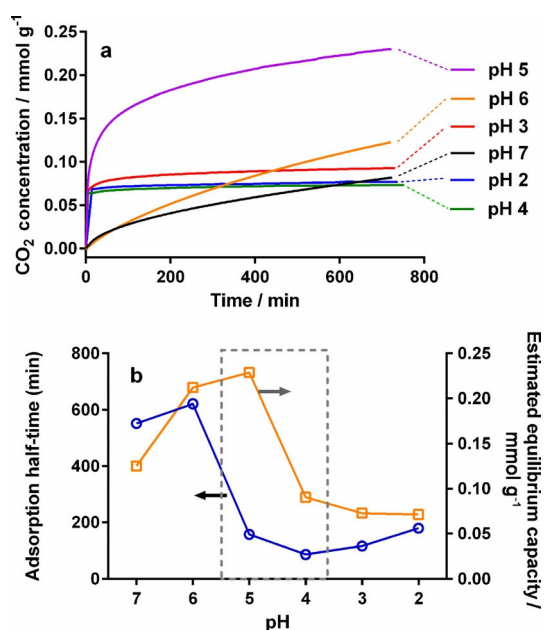 a
0.25
0.20
0.15
0.10
0.05
0.00
CO₂ concentration / mmol g⁻¹
0
200
400
600
800
Time / min
pH 5
pH 6
pH 3
pH 7
pH 2
pH 4
b
800
600
400
200
0
Adsorption half-time (min)
7
6
5
4
3
2
pH
0.25
0.20
0.15
0.10
0.05
0.00
Estimated equilibrium capacity /
mmol g⁻¹